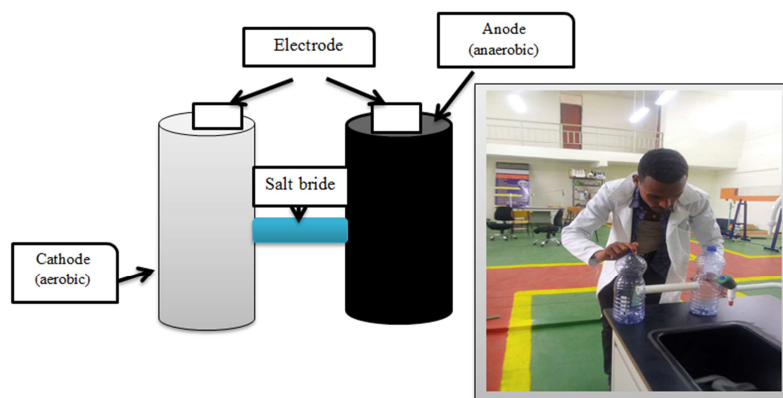 Electrode
Anode
(anaerobic)
Salt bride
Cathode
(aerobic)